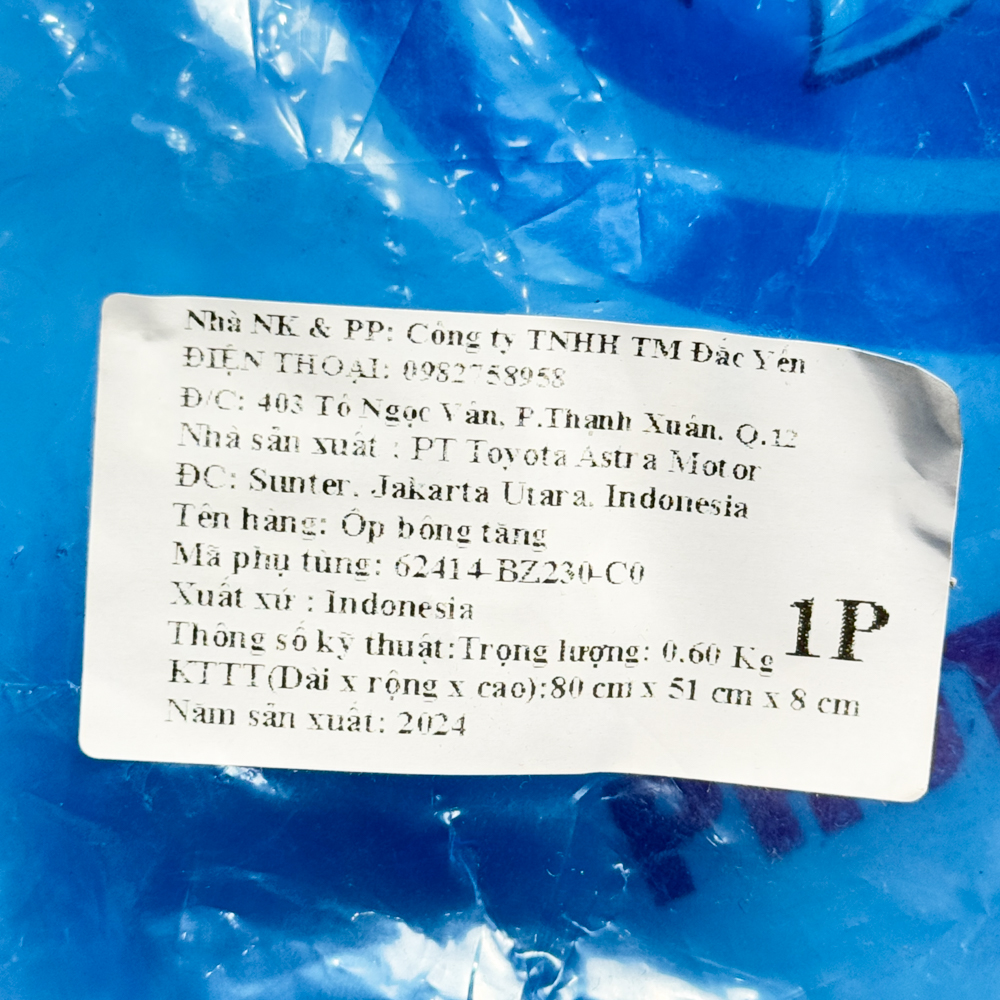 Nhà NK & PP: Công ty TNHH TM Đắc Yến
ĐIỆN THOẠI: 0982758958
Đ/C: 403 Tô Ngọc Vân, P.Thạnh Xuân, Q.12
Nhà sản xuất : PT Toyota Astra Motor
ĐC: Sunter, Jakarta Utara, Indonesia
Tên hàng: Ốp bông tăng
Mã phụ tùng: 62414-BZ230-C0
Xuất xứ : Indonesia
Thông số kỹ thuật:Trọng lượng: 0.60 Kg
1P
KTTT(Dài x rộng x cao):80 cm x 51 cm x 8 cm
Năm sản xuất: 2024